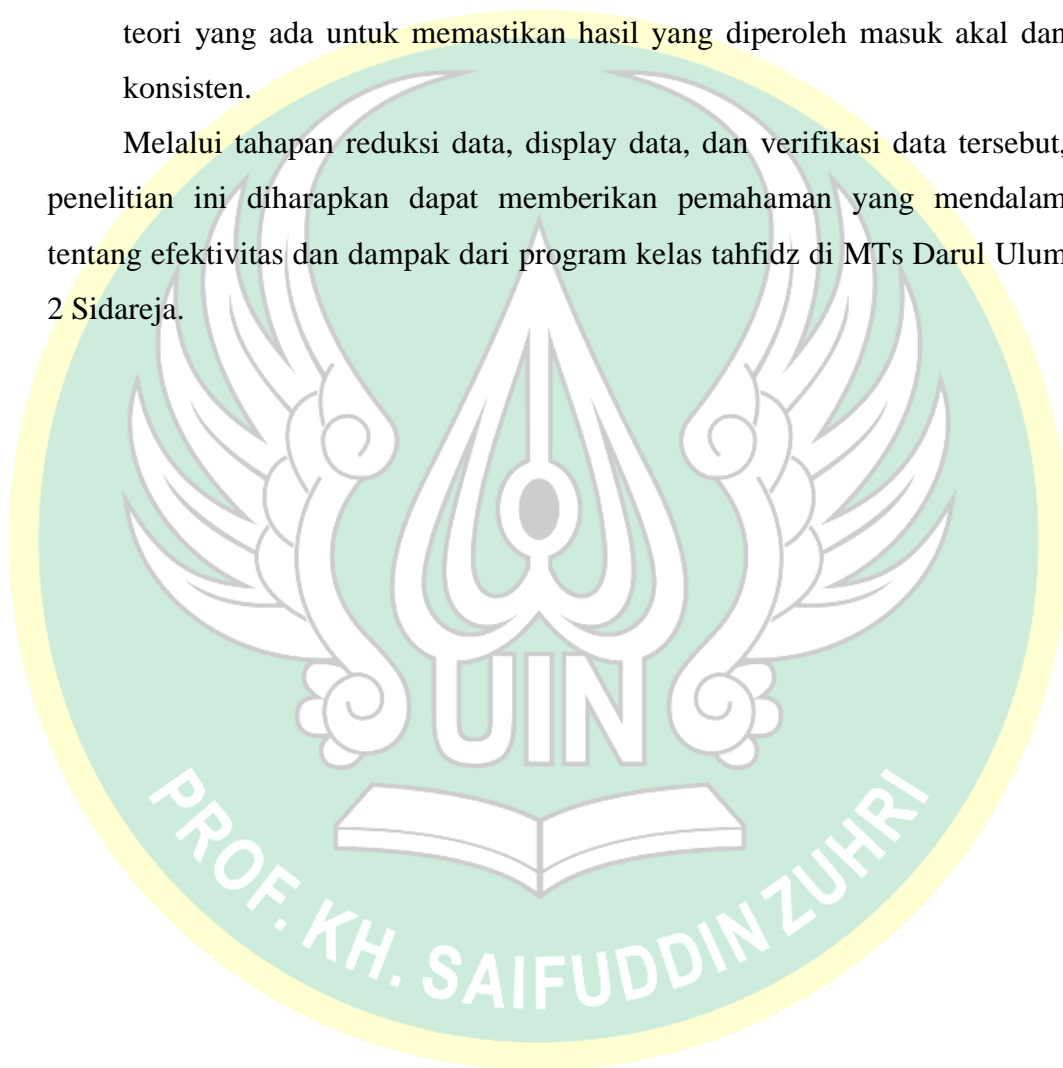 teori yang ada untuk memastikan hasil yang diperoleh masuk akal dan
konsisten.
Melalui tahapan reduksi data, display data, dan verifikasi data tersebut,
penelitian ini diharapkan dapat memberikan pemahaman yang mendalam
tentang efektivitas dan dampak dari program kelas tahfidz di MTs Darul Ulum
2 Sidareja.
UIN
PROF. KH. SAIFUDDIN ZUHRI